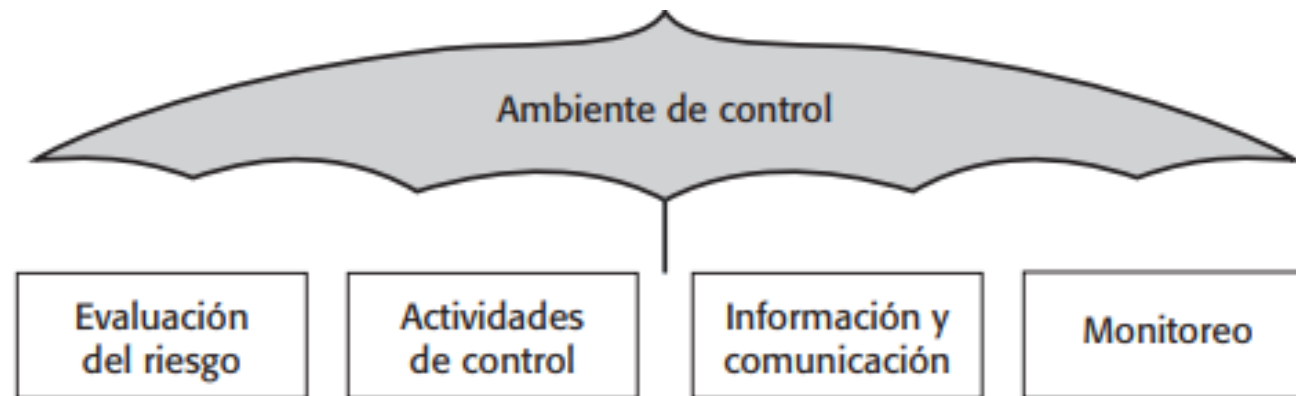 Ambiente de control
Evaluación
del riesgo
Actividades
de control
Información y
comunicación
Monitoreo